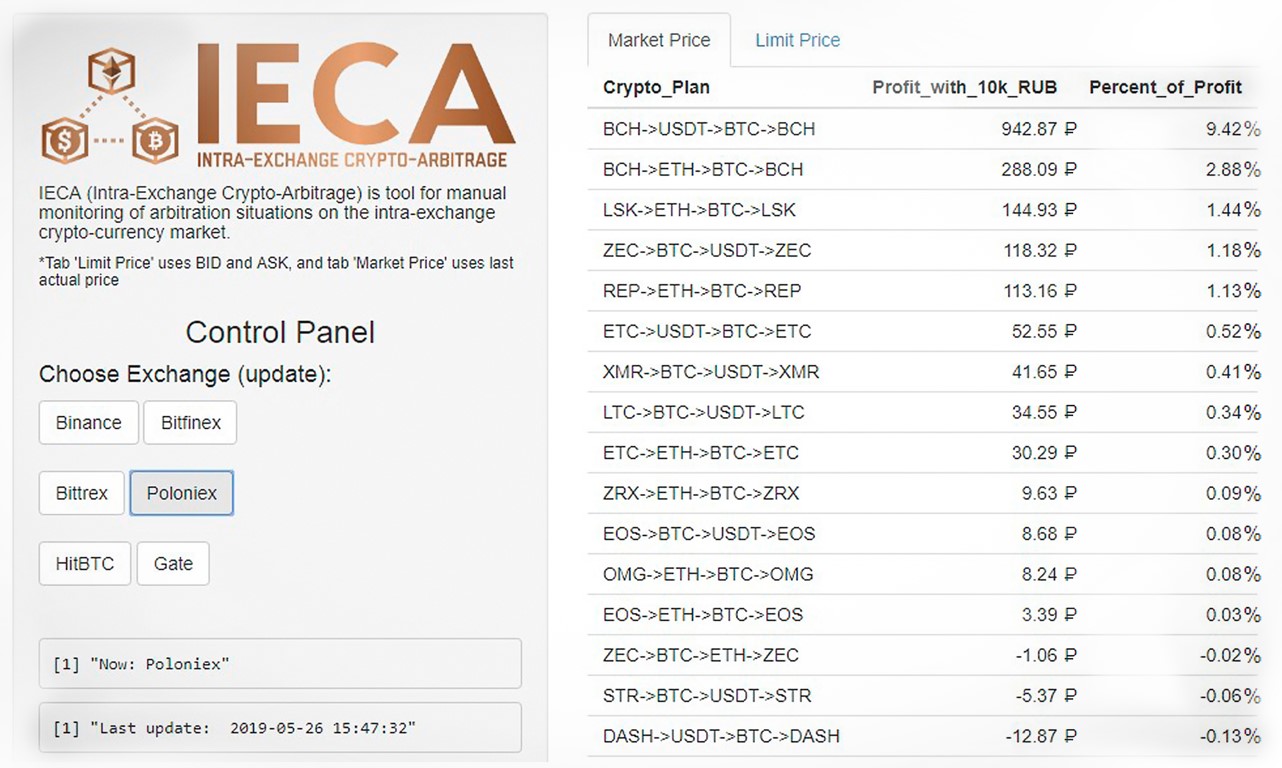 IECA
INTRA-EXCHANGE CRYPTO-ARBITRAGE
IECA (Intra-Exchange Crypto-Arbitrage) is tool for manual
monitoring of arbitration situations on the intra-exchange
crypto-currency market.
*Tab 'Limit Price' uses BID and ASK, and tab 'Market Price' uses last
actual price
Control Panel
Choose Exchange (update):
Binance Bitfinex
Bittrex Poloniex
HitBTC Gate
[1] "Now: Poloniex"
[1] "Last update:  2019-05-26 15:47:32"
Market Price Limit Price
Crypto_Plan Profit_with_10k_RUB Percent_of_Profit
BCH->USDT->BTC->BCH 942.87 ₽ 9.42%
BCH->ETH->BTC->BCH 288.09 ₽ 2.88%
LSK->ETH->BTC->LSK 144.93 ₽ 1.44%
ZEC->BTC->USDT->ZEC 118.32 ₽ 1.18%
REP->ETH->BTC->REP 113.16 ₽ 1.13%
ETC->USDT->BTC->ETC 52.55 ₽ 0.52%
XMR->BTC->USDT->XMR 41.65 ₽ 0.41%
LTC->BTC->USDT->LTC 34.55 ₽ 0.34%
ETC->ETH->BTC->ETC 30.29 ₽ 0.30%
ZRX->ETH->BTC->ZRX 9.63 ₽ 0.09%
EOS->BTC->USDT->EOS 8.68 ₽ 0.08%
OMG->ETH->BTC->OMG 8.24 ₽ 0.08%
EOS->ETH->BTC->EOS 3.39 ₽ 0.03%
ZEC->BTC->ETH->ZEC -1.06 ₽ -0.02%
STR->BTC->USDT->STR -5.37 ₽ -0.06%
DASH->USDT->BTC->DASH -12.87 ₽ -0.13%